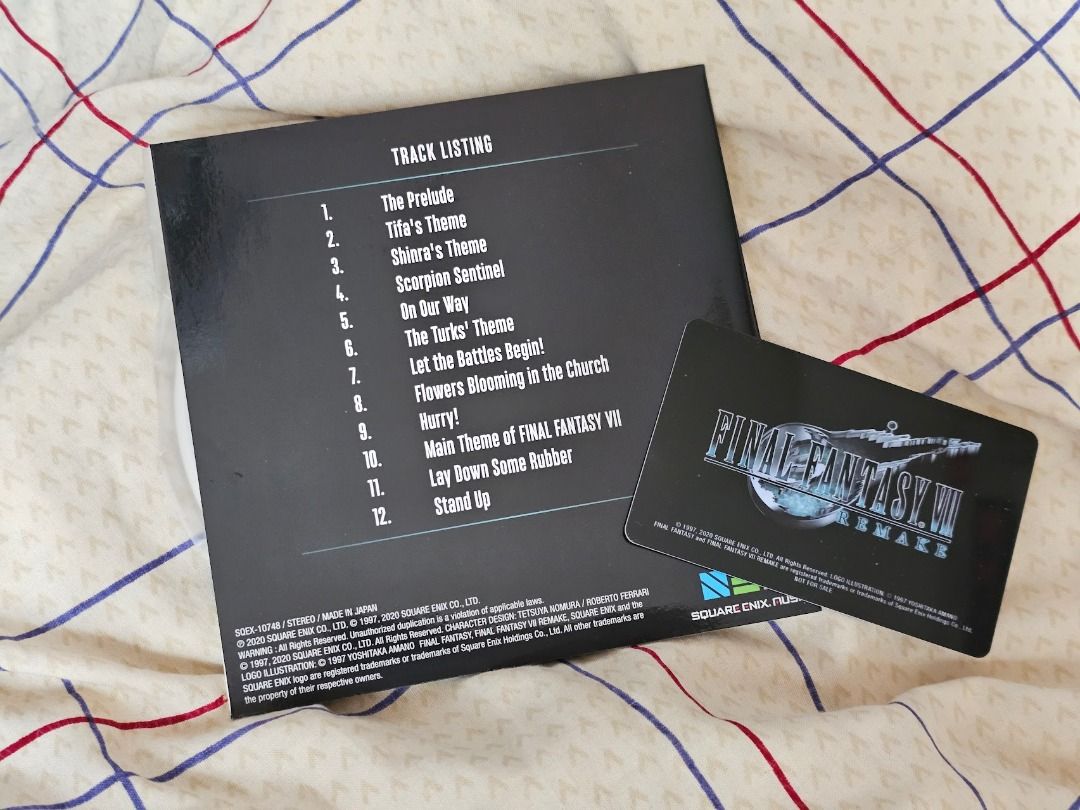 TRACK LISTING
1. The Prelude
2. Tifa's Theme
3. Shinra's Theme
4. Scorpion Sentinel
5. On Our Way
6. The Turks' Theme
7. Let the Battles Begin!
8. Flowers Blooming in the Church
9. Hurry!
10. Main Theme of FINAL FANTASY VII
11. Lay Down Some Rubber
12. Stand Up
SQEX-10748 / STEREO / MADE IN JAPAN
℗ 2020 SQUARE ENIX CO., LTD. © 1997, 2020 SQUARE ENIX CO., LTD.
WARNING : All Rights Reserved. Unauthorized duplication is a violation of applicable laws.
© 1997, 2020 SQUARE ENIX CO., LTD. All Rights Reserved. CHARACTER DESIGN: TETSUYA NOMURA / ROBERTO FERRARI
LOGO ILLUSTRATION: © 1997 YOSHITAKA AMANO FINAL FANTASY, FINAL FANTASY VII REMAKE, SQUARE ENIX and the
SQUARE ENIX logo are registered trademarks or trademarks of Square Enix Holdings Co., Ltd. All other trademarks are
the property of their respective owners.
SQUARE ENIX
FINAL FANTASY VII
REMAKE
© 1997, 2020 SQUARE ENIX CO., LTD. All Rights Reserved. LOGO ILLUSTRATION: © 1997 YOSHITAKA AMANO
FINAL FANTASY and FINAL FANTASY VII REMAKE are registered trademarks or trademarks of Square Enix Holdings Co., Ltd.
NOT FOR SALE